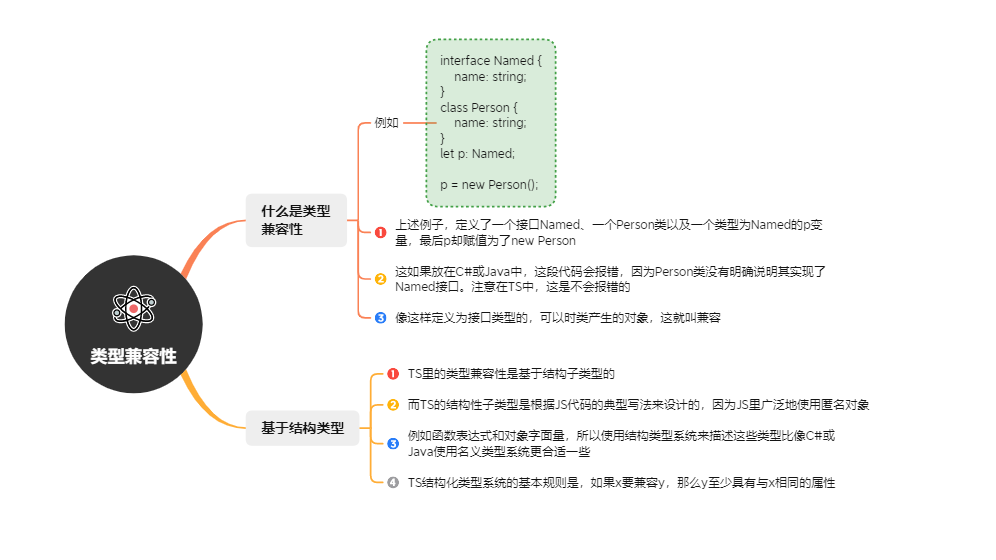 类型兼容性
什么是类型
兼容性
例如
interface Named {
name: string;
}
class Person {
name: string;
}
let p: Named;
p = new Person();
1 上述例子，定义了一个接口Named、一个Person类以及一个类型为Named的p变
量，最后p却赋值为了new Person
2 这如果放在C#或Java中，这段代码会报错，因为Person类没有明确说明其实现了
Named接口。注意在TS中，这是不会报错的
3 像这样定义为接口类型的，可以时类产生的对象，这就叫兼容
基于结构类型
1 TS里的类型兼容性是基于结构子类型的
2 而TS的结构性子类型是根据JS代码的典型写法来设计的，因为JS里广泛地使用匿名对象
3 例如函数表达式和对象字面量，所以使用结构类型系统来描述这些类型比像C#或
Java使用名义类型系统更合适一些
4 TS结构化类型系统的基本规则是，如果x要兼容y，那么y至少具有与x相同的属性